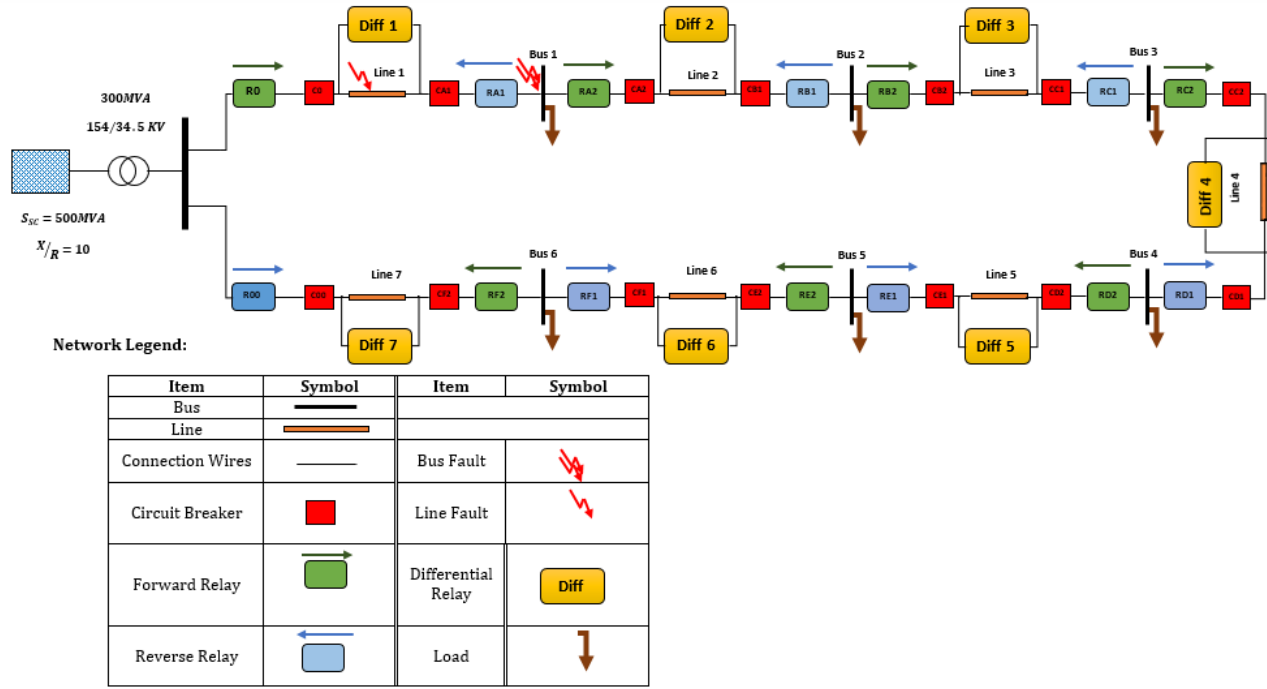 Diff 1
Diff 2
Diff 3
Line 1
Bus 1
Line 2
Bus 2
Line 3
Bus 3
R0
C0
CA1
RA1
RA2
CA2
CB1
RB1
RB2
CB2
CC1
RC1
RC2
CC2
300MVA
154/34.5 KV
Diff 4
Line 4
S_SC = 500MVA
X/R = 10
Line 7
Bus 6
Line 6
Bus 5
Line 5
Bus 4
R00
C00
CF2
RF2
RF1
CF1
CE2
RE2
RE1
CE1
CD2
RD2
RD1
CD1
Diff 7
Diff 6
Diff 5
Network Legend:
Item Symbol Item Symbol
Bus
Line
Connection Wires Bus Fault
Circuit Breaker Line Fault
Forward Relay Differential Relay Diff
Reverse Relay Load